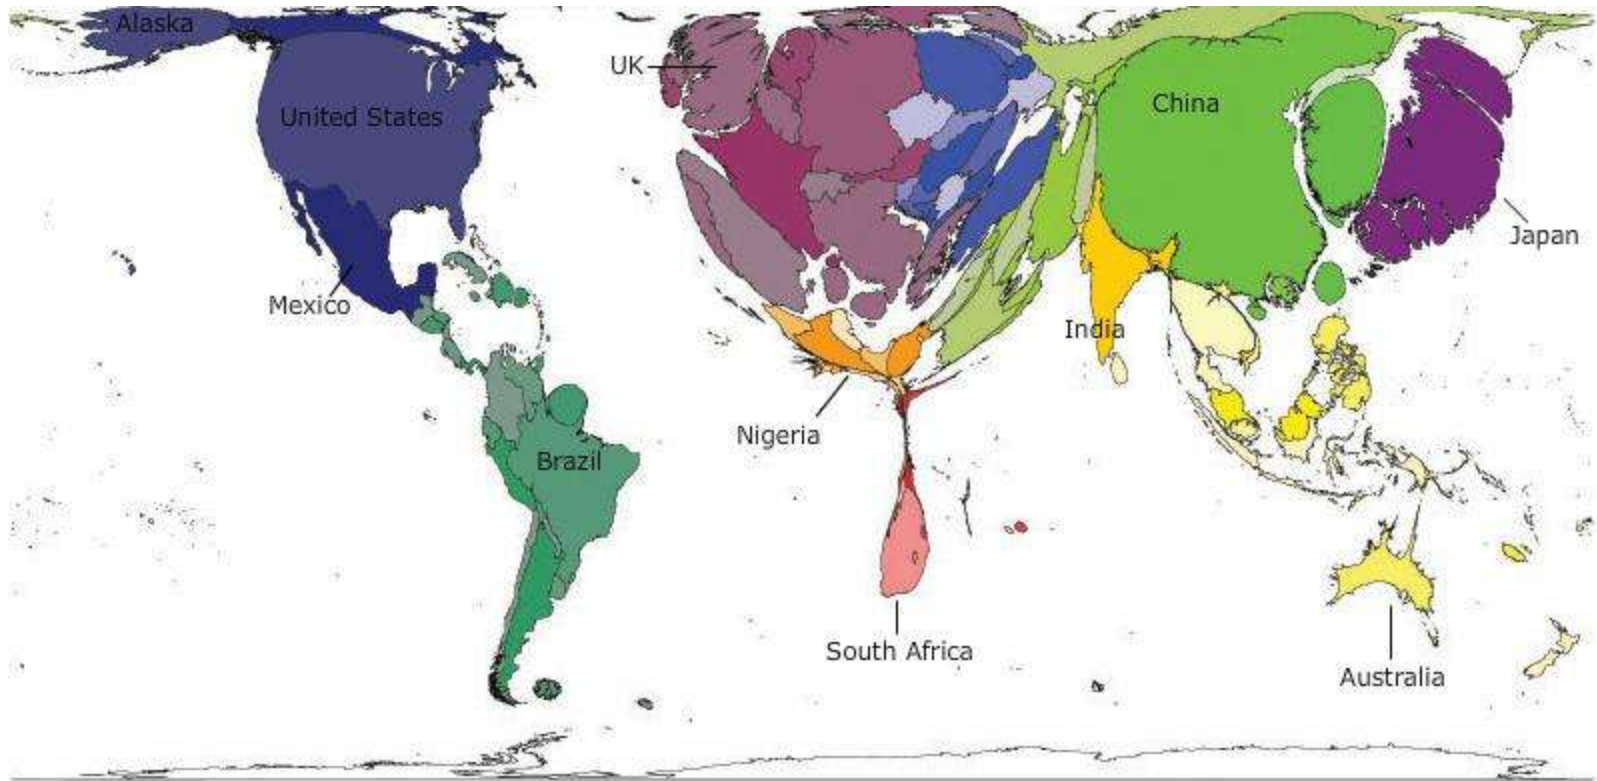 Alaska
UK
United States
China
Japan
Mexico
India
Nigeria
Brazil
South Africa
Australia